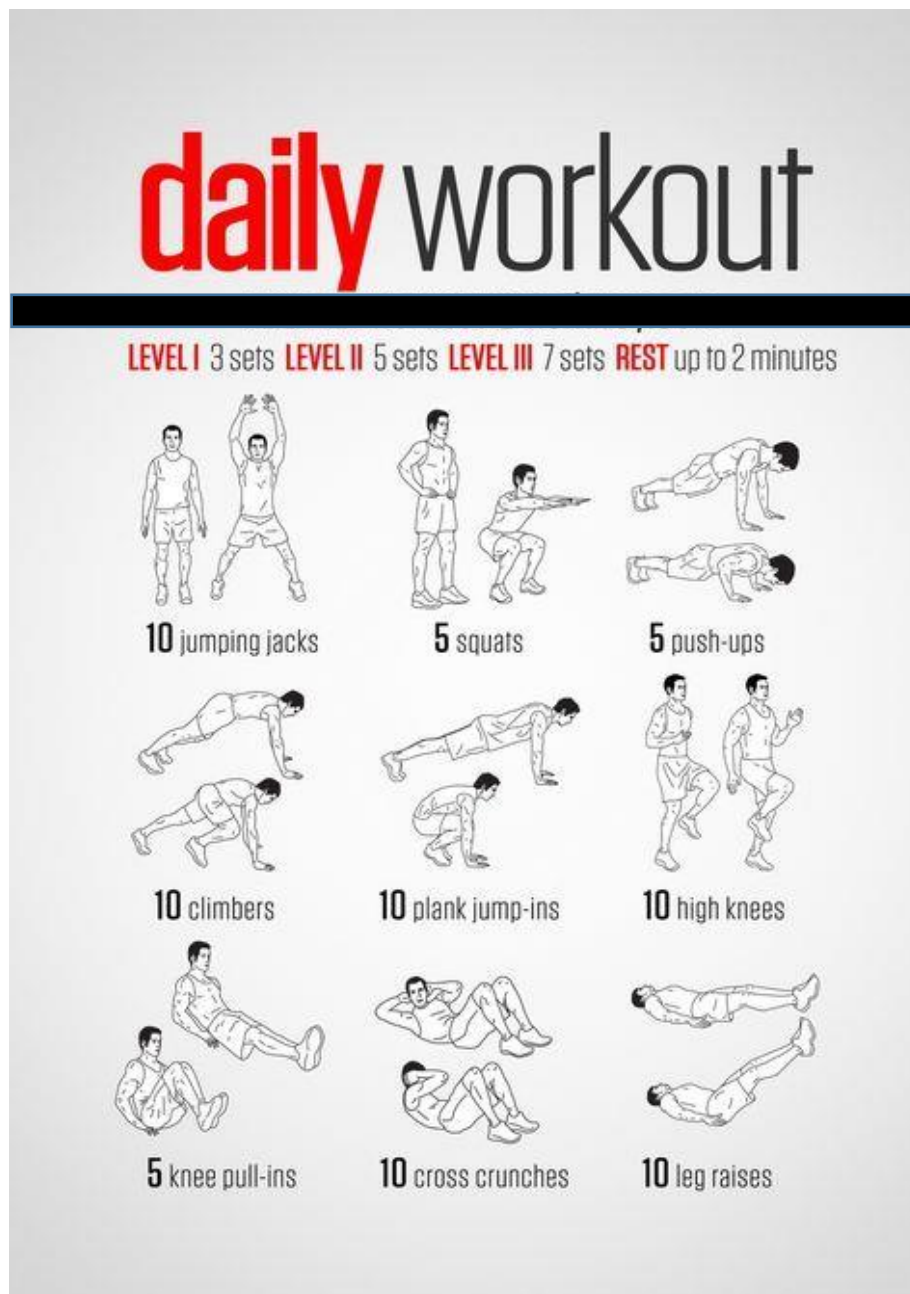 daily workout
LEVEL I 3 sets LEVEL II 5 sets LEVEL III 7 sets REST up to 2 minutes
10 jumping jacks
5 squats
5 push-ups
10 climbers
10 plank jump-ins
10 high knees
5 knee pull-ins
10 cross crunches
10 leg raises